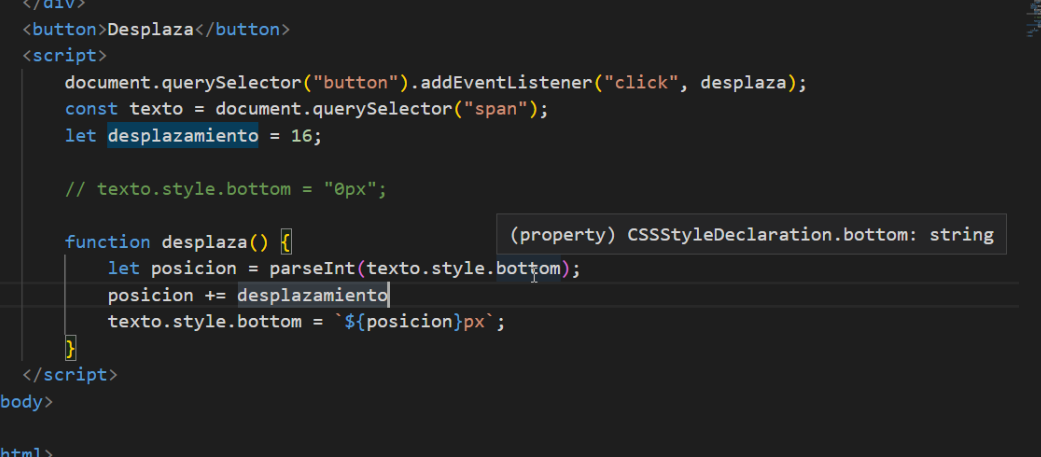 </div>
<button>Desplaza</button>
<script>
document.querySelector("button").addEventListener("click", desplaza);
const texto = document.querySelector("span");
let desplazamiento = 16;
// texto.style.bottom = "0px";
function desplaza() {
(property) CSSStyleDeclaration.bottom: string
let posicion = parseInt(texto.style.bottom);
posicion += desplazamiento
texto.style.bottom = `${posicion}px`;
}
</script>
body>
html>